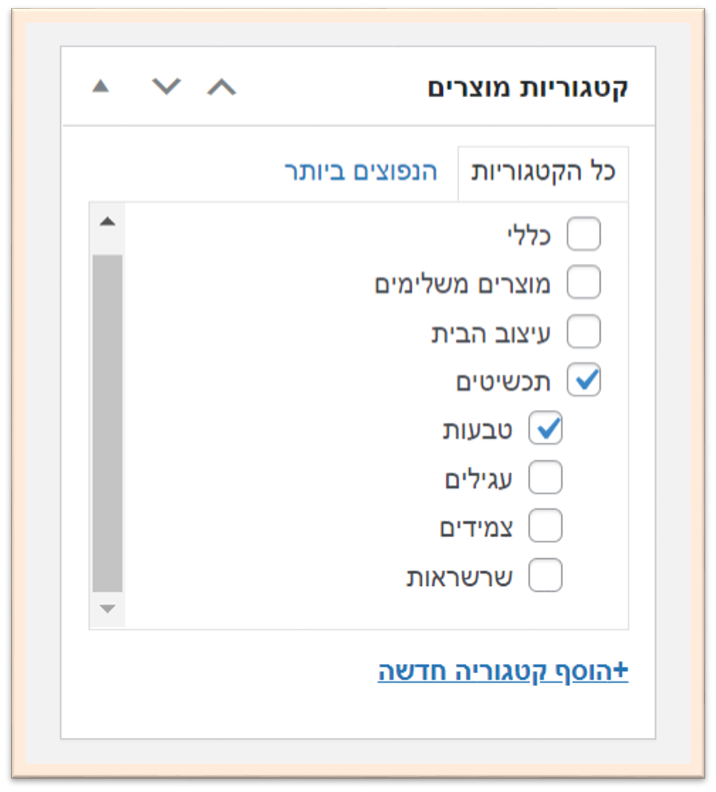 קטגוריות מוצרים
כל הקטגוריות הנפוצים ביותר
כללי
מוצרים משלימים
עיצוב הבית
תכשיטים
טבעות
עגילים
צמידים
שרשראות
+הוסף קטגוריה חדשה